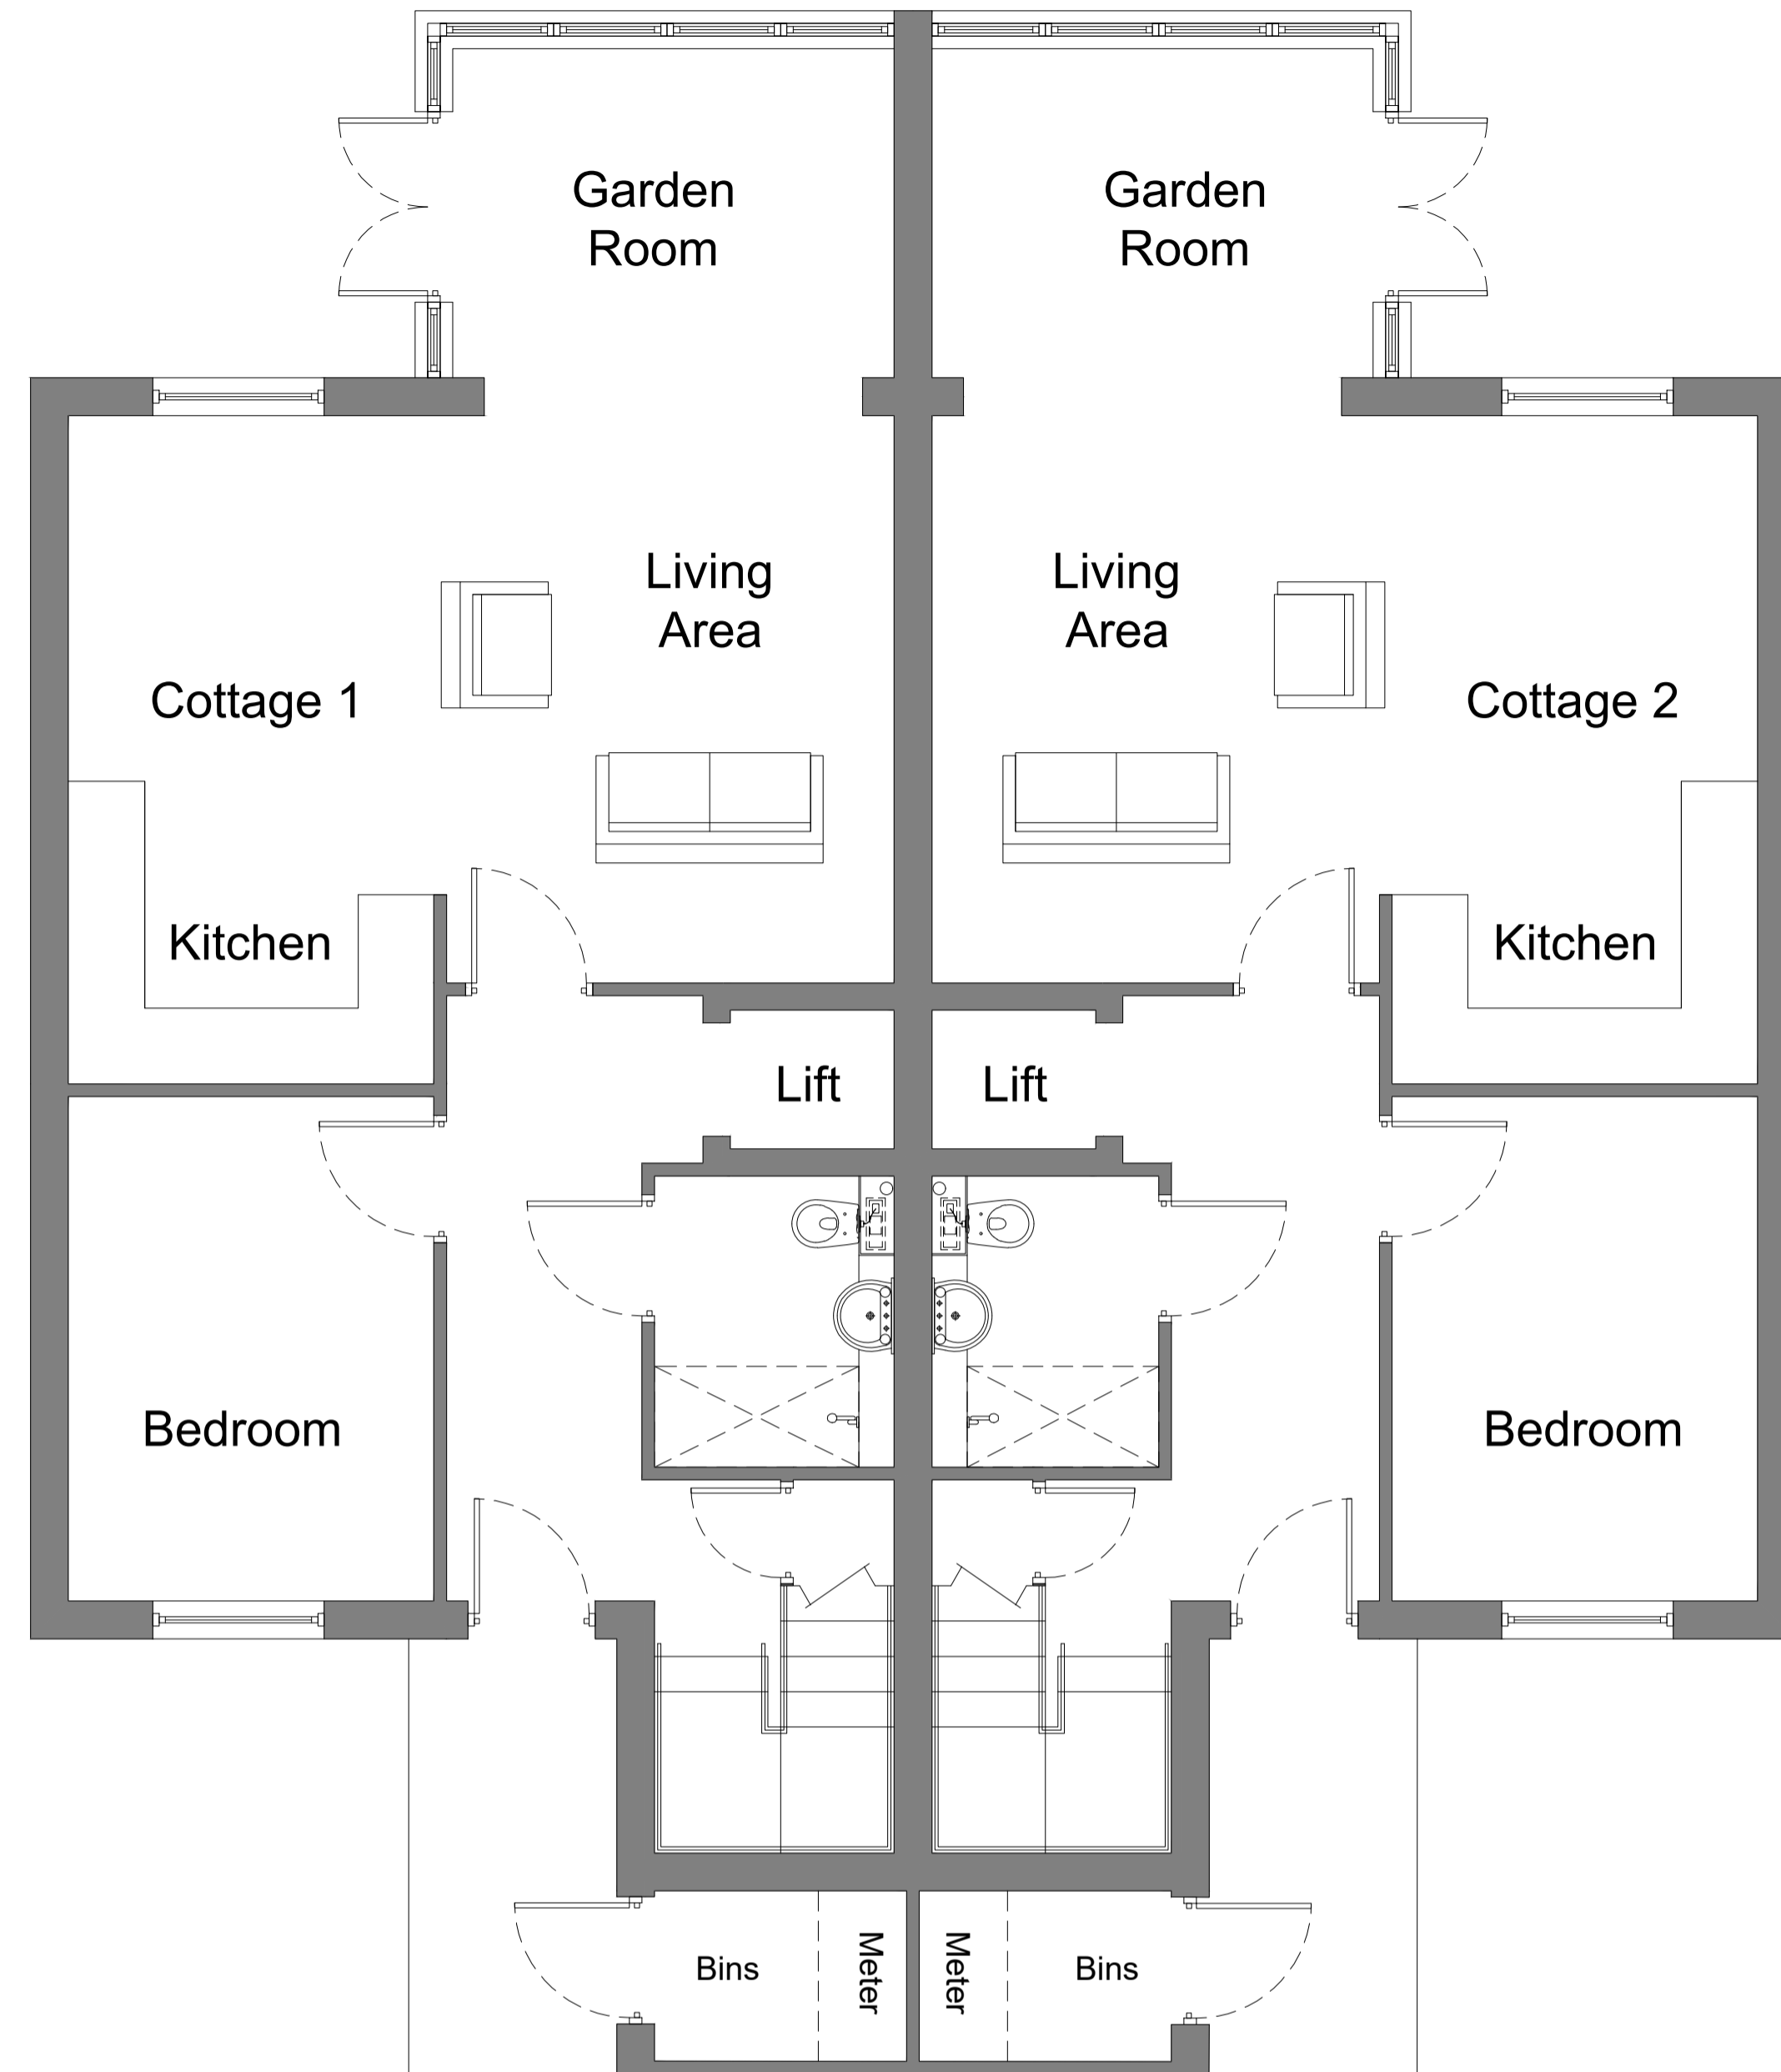 Garden
Room
Garden
Room
Living
Area
Living
Area
Cottage 1
Cottage 2
Kitchen
Kitchen
Lift
Lift
Bedroom
Bedroom
Bins
Meter
Meter
Bins